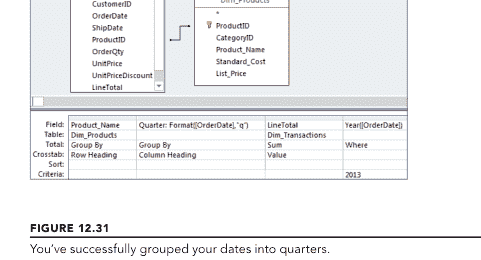 CustomerID
Dim_Products
OrderDate
*
ShipDate
ProductID
ProductID
CategoryID
OrderQty
Product_Name
UnitPrice
Standard_Cost
UnitPriceDiscount
List_Price
LineTotal
Field: Product_Name Quarter: Format([OrderDate],"q") LineTotal Year([OrderDate])
Table: Dim_Products Dim_Transactions
Total: Group By Group By Sum Where
Crosstab: Row Heading Column Heading Value
Sort:
Criteria: 2013
FIGURE 12.31
You've successfully grouped your dates into quarters.